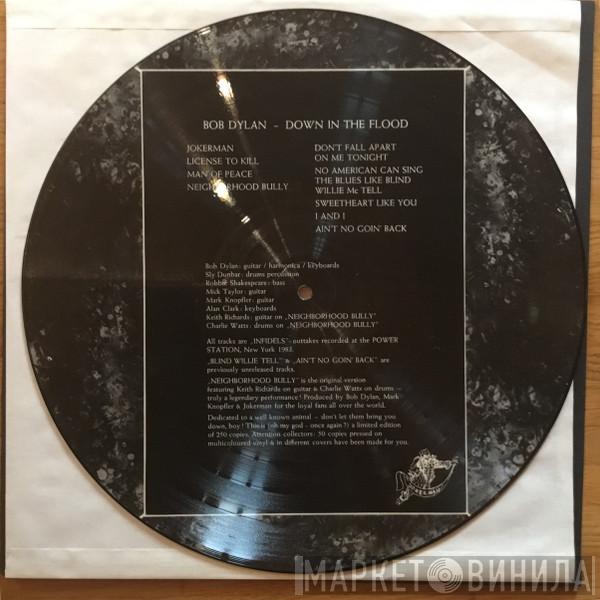 BOB DYLAN – DOWN IN THE FLOOD
JOKERMAN
LICENSE TO KILL
MAN OF PEACE
NEIGHBORHOOD BULLY
DON'T FALL APART
ON ME TONIGHT
NO AMERICAN CAN SING
THE BLUES LIKE BLIND
WILLIE Mc TELL
SWEETHEART LIKE YOU
I AND I
AIN'T NO GOIN' BACK
Bob Dylan: guitar / harmonica / keyboards
Sly Dunbar: drums percussion
Robbie Shakespeare: bass
Mick Taylor: guitar
Mark Knopfler: guitar
Alan Clark: keyboards
Keith Richards: guitar on „NEIGHBORHOOD BULLY"
Charlie Watts: drums on „NEIGHBORHOOD BULLY"
All tracks are „INFIDELS"-outtakes recorded at the POWER
STATION, New York 1983.
„BLIND WILLIE TELL" & „AIN'T NO GOIN' BACK" are
previously unreleased tracks.
„NEIGHBORHOOD BULLY" is the original version
featuring Keith Richards on guitar & Charlie Watts on drums –
truly a legendary performance! Produced by Bob Dylan, Mark
Knopfler & Jokerman for the loyal fans all over the world.
Dedicated to a well known animal – don't let them bring you
down, boy! This is (oh my god - once again?) a limited edition
of 250 copies. Attention collectors: 50 copies pressed on
multicoloured vinyl & in different covers have been made for you.
МАРКЕТ ВИНИЛА